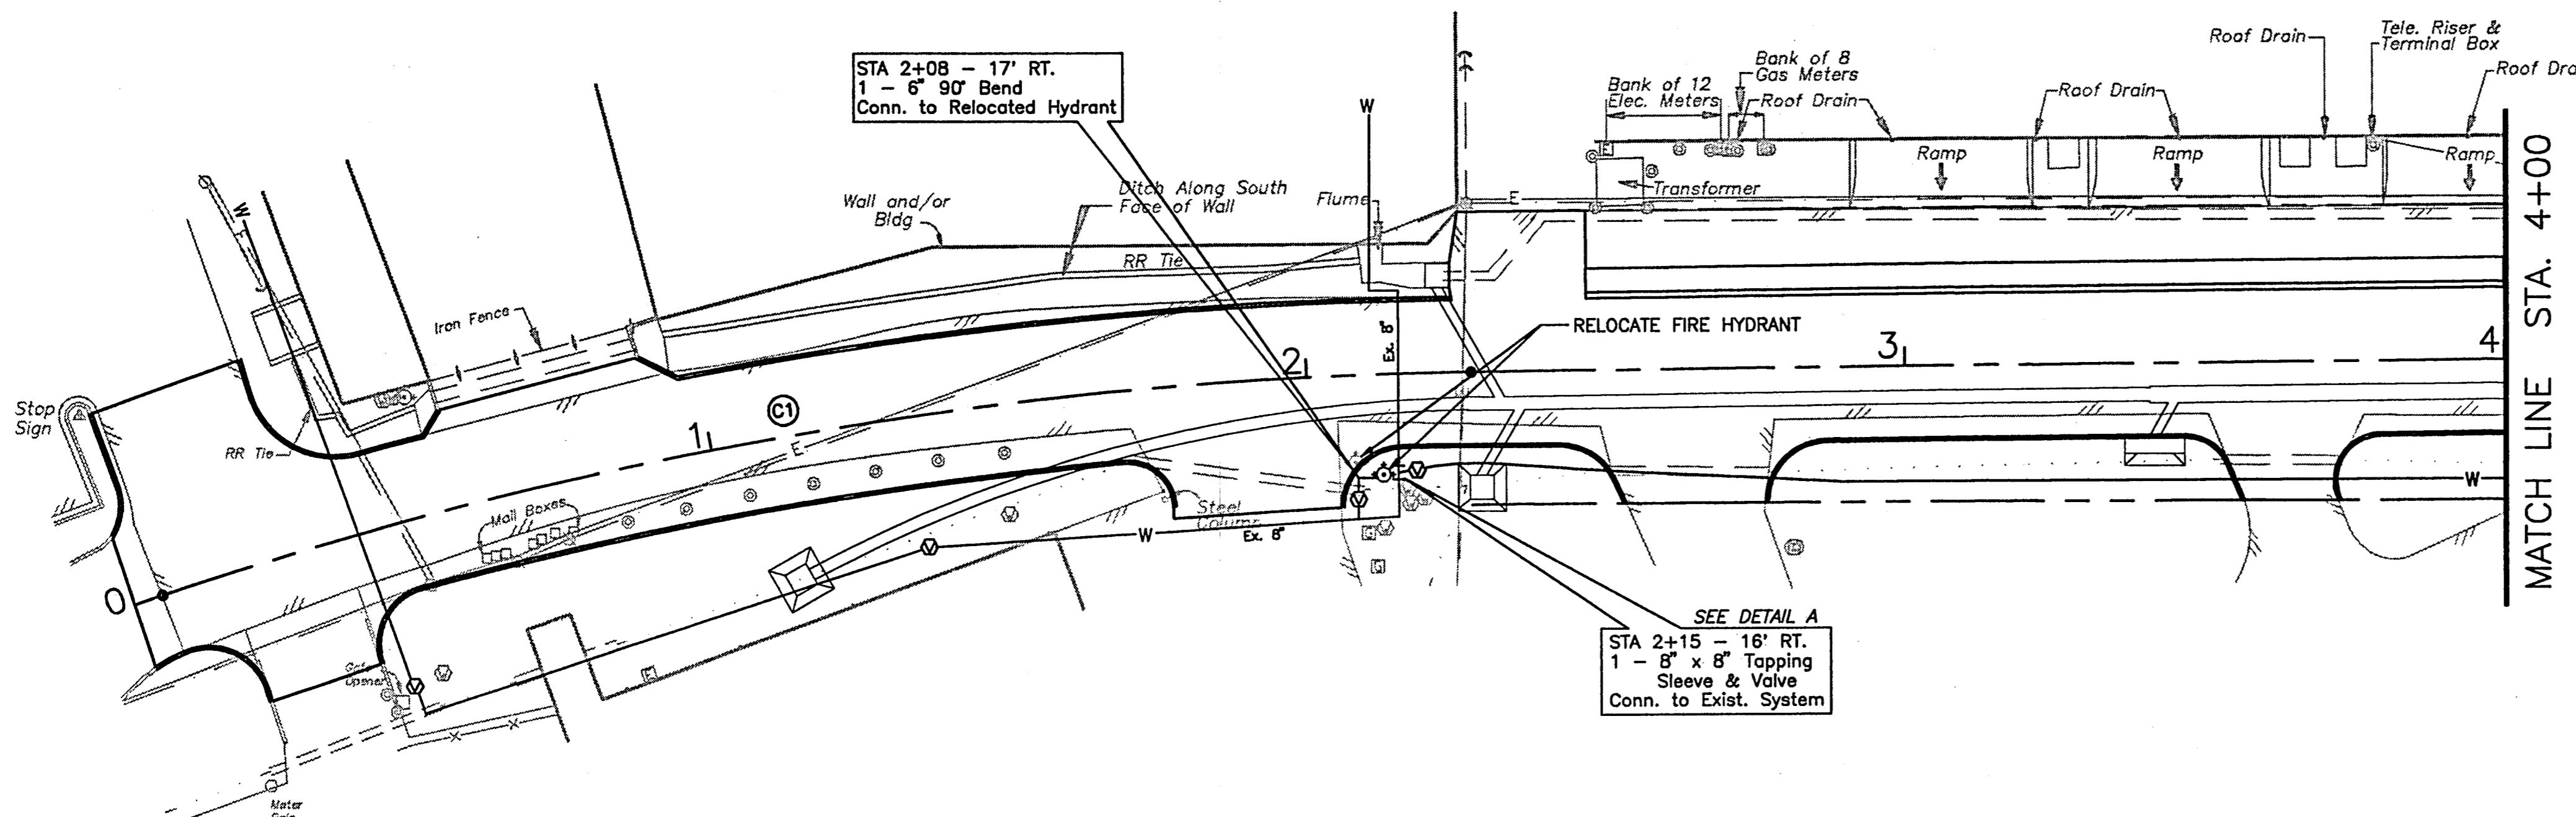 STA 2+08 - 17' RT.
1 - 6" 90° Bend
Conn. to Relocated Hydrant
W
Bank of 12
Elec. Meters
Bank of 8
Gas Meters
Roof Drain
Roof Drain
Roof Drain
Tele. Riser &
Terminal Box
Roof Dra
Ramp
Ramp
Ramp
Transformer
E
E
W
Wall and/or
Bldg
Ditch Along South
Face of Wall
Flume
RR Tie
Iron Fence
Ex. 8"
RELOCATE FIRE HYDRANT
MATCH LINE STA. 4+00
Stop
Sign
RR Tie
0
1
2
3
4
C1
E
Mail Boxes
Steel
Column
V
V
V
V
W
Ex. 8"
W
G
G
E
SEE DETAIL A
STA 2+15 - 16' RT.
1 - 8" x 8" Tapping
Sleeve & Valve
Conn. to Exist. System